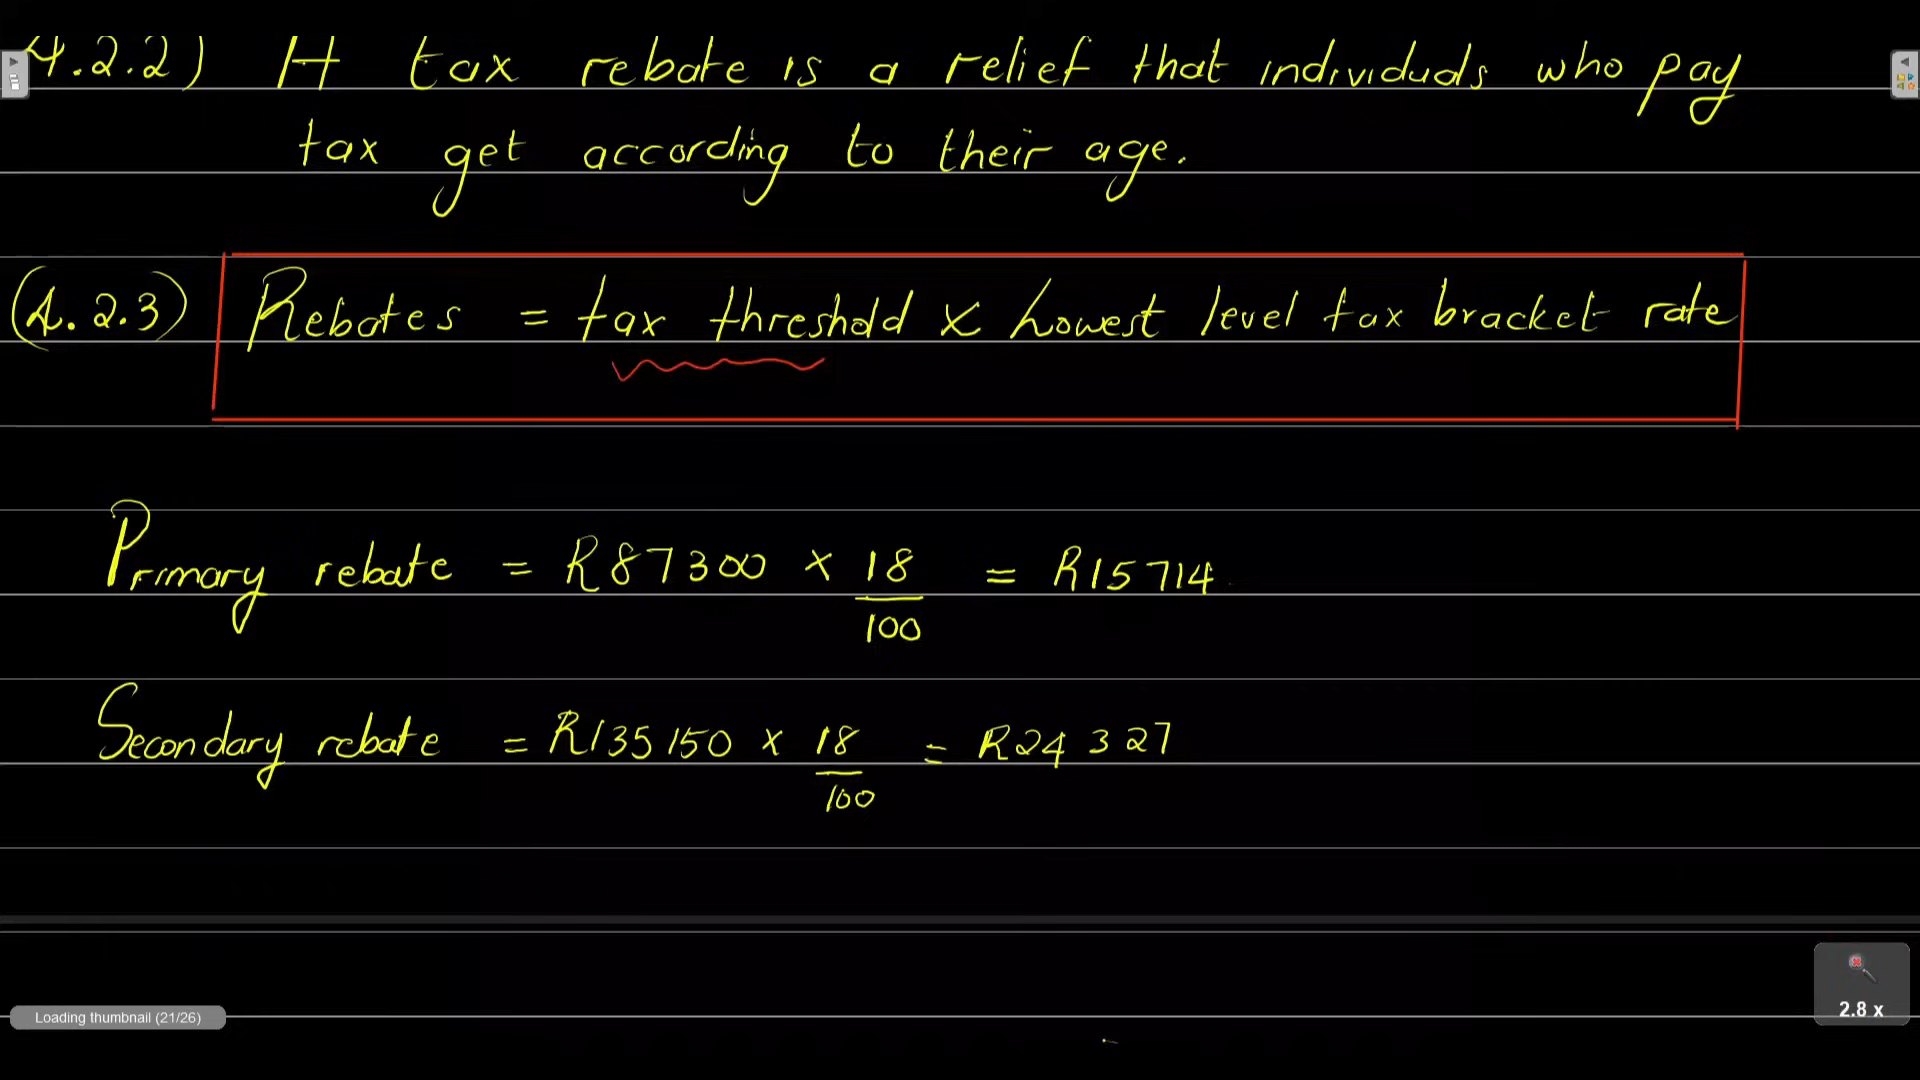 4.2.2) A tax rebate is a relief that individuals who pay
tax get according to their age.
(4.2.3) Rebates = tax threshold x Lowest level tax bracket rate
Primary rebate = R87300 x 18/100 = R15714
Secondary rebate = R135150 x 18/100 = R24 327
Loading thumbnail (21/26)
2.8 x